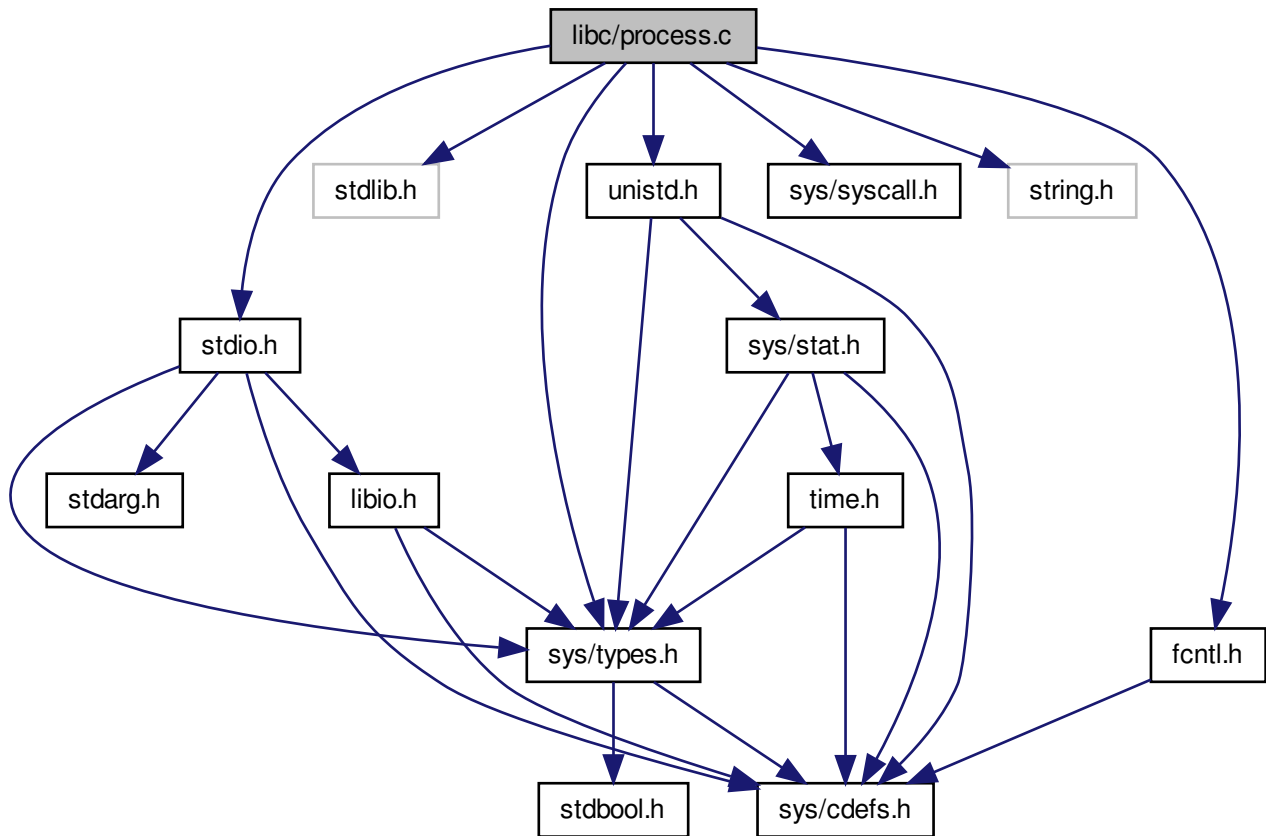 libc/process.c
stdlib.h
unistd.h
sys/syscall.h
string.h
stdio.h
sys/stat.h
stdarg.h
libio.h
time.h
sys/types.h
fcntl.h
stdbool.h
sys/cdefs.h